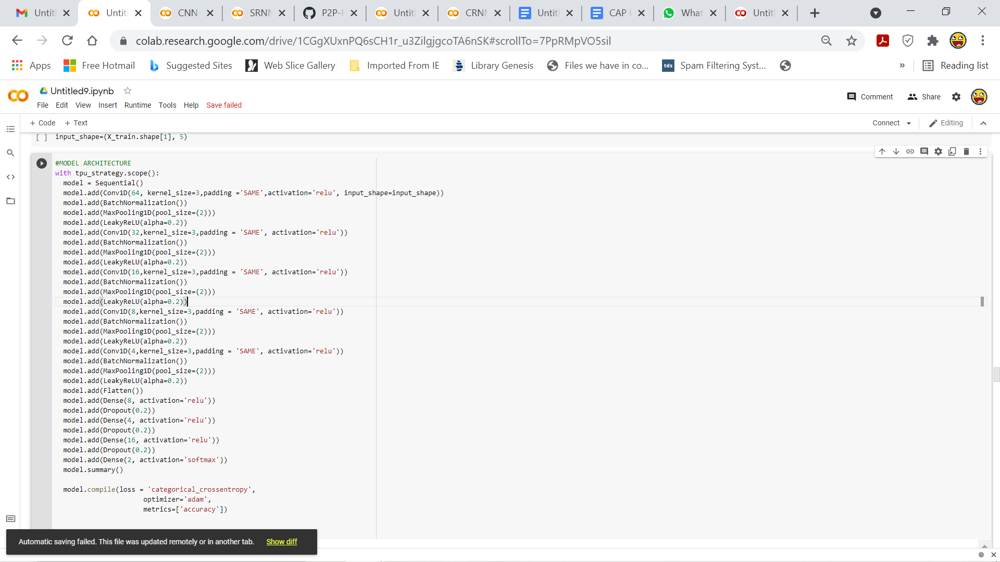 Untitl
Untitl
CNN
SRNN
P2P-F
Untitl
CRNN
Untitl
CAP
What
Untitl
colab.research.google.com/drive/1CGgXUxnPQ6sCH1r_u3ZilgjgcoTA6nSK#scrollTo=7PpRMpVO5sil
Apps Free Hotmail Suggested Sites Web Slice Gallery Imported From IE Library Genesis Files we have in co... tds Spam Filtering Syst... » Reading list
Untitled9.ipynb
Comment Share
File Edit View Insert Runtime Tools Help Save failed
+ Code + Text Connect Editing
[ ] input_shape=(X_train.shape[1], 5)
#MODEL ARCHITECTURE
with tpu_strategy.scope():
  model = Sequential()
  model.add(Conv1D(64, kernel_size=3,padding ='SAME',activation='relu', input_shape=input_shape))
  model.add(BatchNormalization())
  model.add(MaxPooling1D(pool_size=(2)))
  model.add(LeakyReLU(alpha=0.2))
  model.add(Conv1D(32,kernel_size=3,padding = 'SAME', activation='relu'))
  model.add(BatchNormalization())
  model.add(MaxPooling1D(pool_size=(2)))
  model.add(LeakyReLU(alpha=0.2))
  model.add(Conv1D(16,kernel_size=3,padding = 'SAME', activation='relu'))
  model.add(BatchNormalization())
  model.add(MaxPooling1D(pool_size=(2)))
  model.add(LeakyReLU(alpha=0.2))
  model.add(Conv1D(8,kernel_size=3,padding = 'SAME', activation='relu'))
  model.add(BatchNormalization())
  model.add(MaxPooling1D(pool_size=(2)))
  model.add(LeakyReLU(alpha=0.2))
  model.add(Conv1D(4,kernel_size=3,padding = 'SAME', activation='relu'))
  model.add(BatchNormalization())
  model.add(MaxPooling1D(pool_size=(2)))
  model.add(LeakyReLU(alpha=0.2))
  model.add(Flatten())
  model.add(Dense(8, activation='relu'))
  model.add(Dropout(0.2))
  model.add(Dense(4, activation='relu'))
  model.add(Dropout(0.2))
  model.add(Dense(16, activation='relu'))
  model.add(Dropout(0.2))
  model.add(Dense(2, activation='softmax'))
  model.summary()
  model.compile(loss = 'categorical_crossentropy',
                      optimizer='adam',
                      metrics=['accuracy'])
Automatic saving failed. This file was updated remotely or in another tab. Show diff